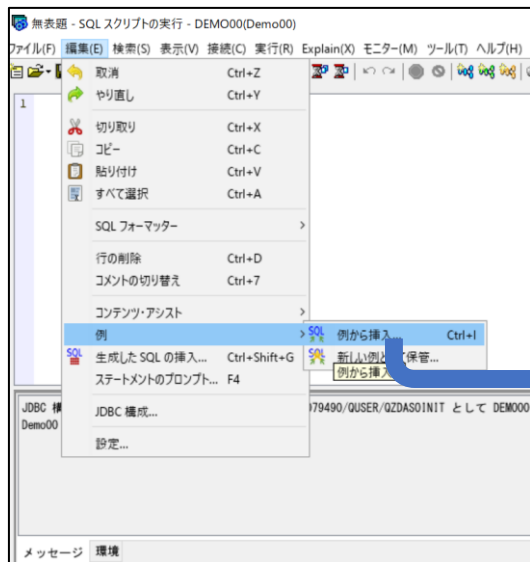 無表題 - SQL スクリプトの実行 - DEMO00(Demo00)
ファイル(F) 編集(E) 検索(S) 表示(V) 接続(C) 実行(R) Explain(X) モニター(M) ツール(T) ヘルプ(H)
1
取消 Ctrl+Z
やり直し Ctrl+Y
切り取り Ctrl+X
コピー Ctrl+C
貼り付け Ctrl+V
すべて選択 Ctrl+A
SQL フォーマッター
行の削除 Ctrl+D
コメントの切り替え Ctrl+7
コンテンツ・アシスト
例
SQL 例から挿入... Ctrl+I
SQL 生成した SQL の挿入... Ctrl+Shift+G
SQL 新しい例 保管...
ステートメントのプロンプト... F4
例から挿入
JDBC 構成...
設定...
JDBC 構 079490/QUSER/QZDASOINIT として DEMO00
Demo00
メッセージ 環境